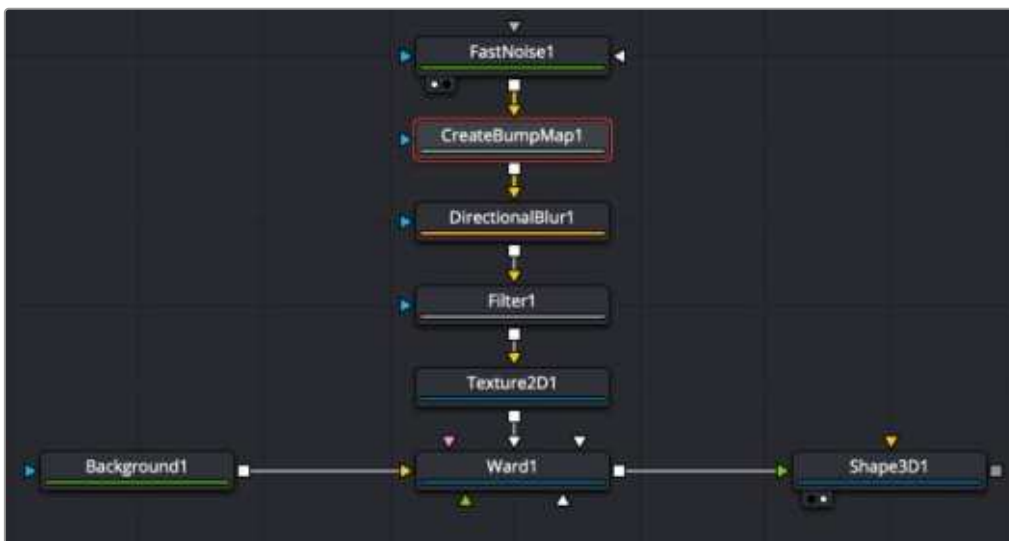 FastNoise1
CreateBumpMap1
DirectionalBlur1
Filter1
Texture2D1
Background1
Ward1
Shape3D1